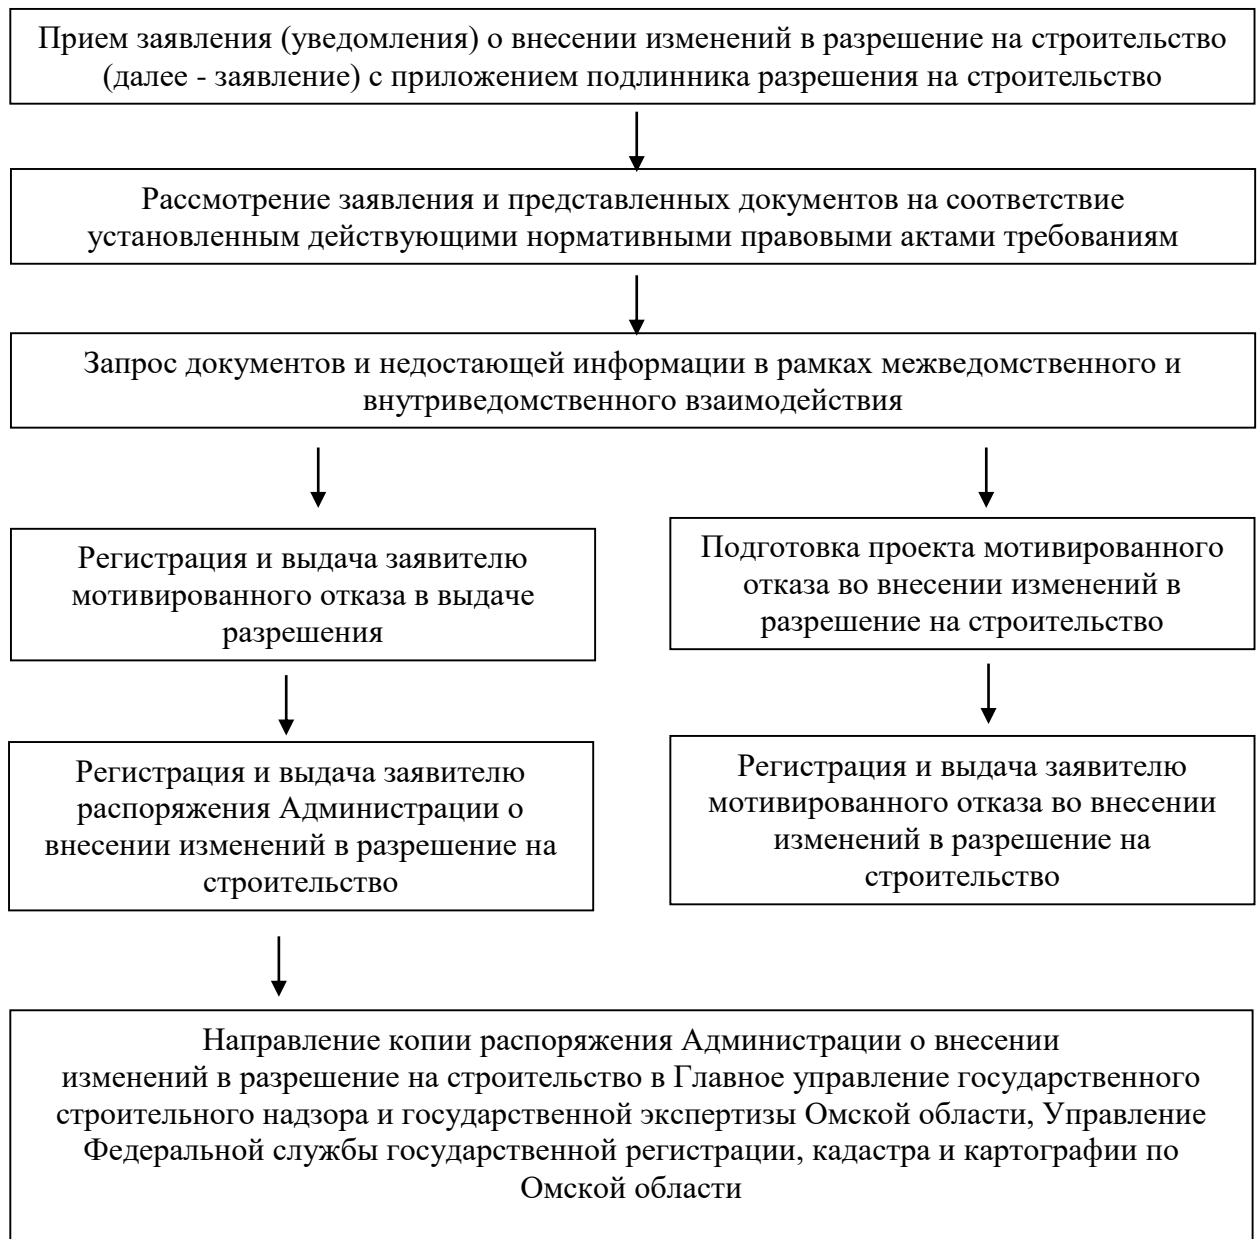 Прием заявления (уведомления) о внесении изменений в разрешение на строительство
(далее - заявление) с приложением подлинника разрешения на строительство
Рассмотрение заявления и представленных документов на соответствие
установленным действующими нормативными правовыми актами требованиям
Запрос документов и недостающей информации в рамках межведомственного и
внутриведомственного взаимодействия
Регистрация и выдача заявителю
мотивированного отказа в выдаче
разрешения
Подготовка проекта мотивированного
отказа во внесении изменений в
разрешение на строительство
Регистрация и выдача заявителю
распоряжения Администрации о
внесении изменений в разрешение на
строительство
Регистрация и выдача заявителю
мотивированного отказа во внесении
изменений в разрешение на
строительство
Направление копии распоряжения Администрации о внесении
изменений в разрешение на строительство в Главное управление государственного
строительного надзора и государственной экспертизы Омской области, Управление
Федеральной службы государственной регистрации, кадастра и картографии по
Омской области